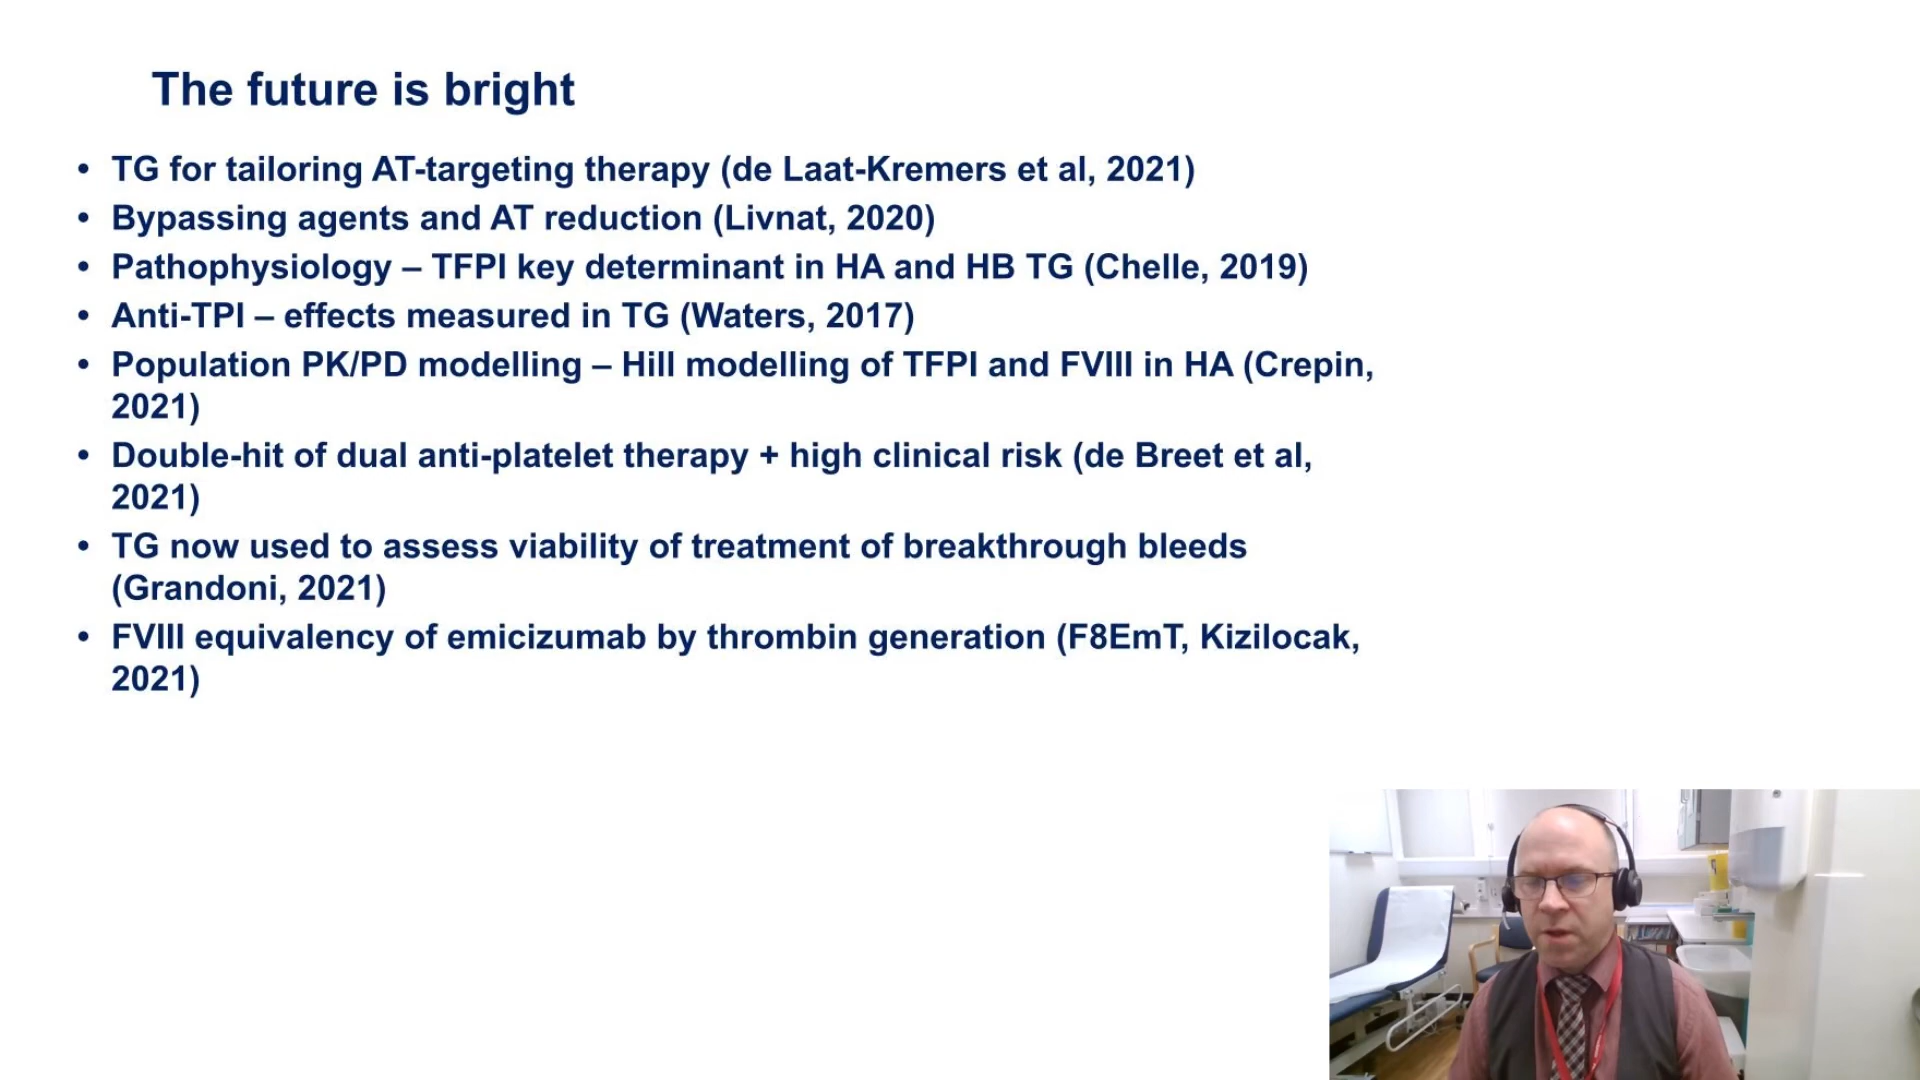 The future is bright
• TG for tailoring AT-targeting therapy (de Laat-Kremers et al, 2021)
• Bypassing agents and AT reduction (Livnat, 2020)
• Pathophysiology – TFPI key determinant in HA and HB TG (Chelle, 2019)
• Anti-TPI – effects measured in TG (Waters, 2017)
• Population PK/PD modelling – Hill modelling of TFPI and FVIII in HA (Crepin,
2021)
• Double-hit of dual anti-platelet therapy + high clinical risk (de Breet et al,
2021)
• TG now used to assess viability of treatment of breakthrough bleeds
(Grandoni, 2021)
• FVIII equivalency of emicizumab by thrombin generation (F8EmT, Kizilocak,
2021)